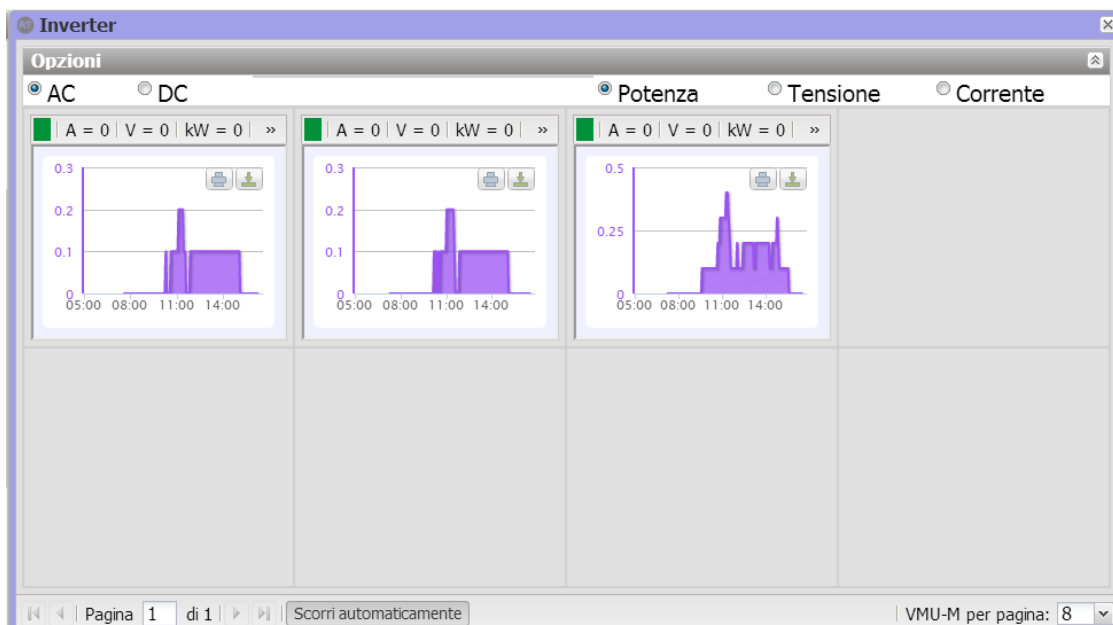 Inverter
Opzioni
AC DC Potenza Tensione Corrente
A = 0 V = 0 kW = 0 »
0.3
0.2
0.1
0
05:00 08:00 11:00 14:00
A = 0 V = 0 kW = 0 »
0.3
0.2
0.1
0
05:00 08:00 11:00 14:00
A = 0 V = 0 kW = 0 »
0.5
0.25
0
05:00 08:00 11:00 14:00
Pagina 1 di 1 Scorri automaticamente VMU-M per pagina: 8